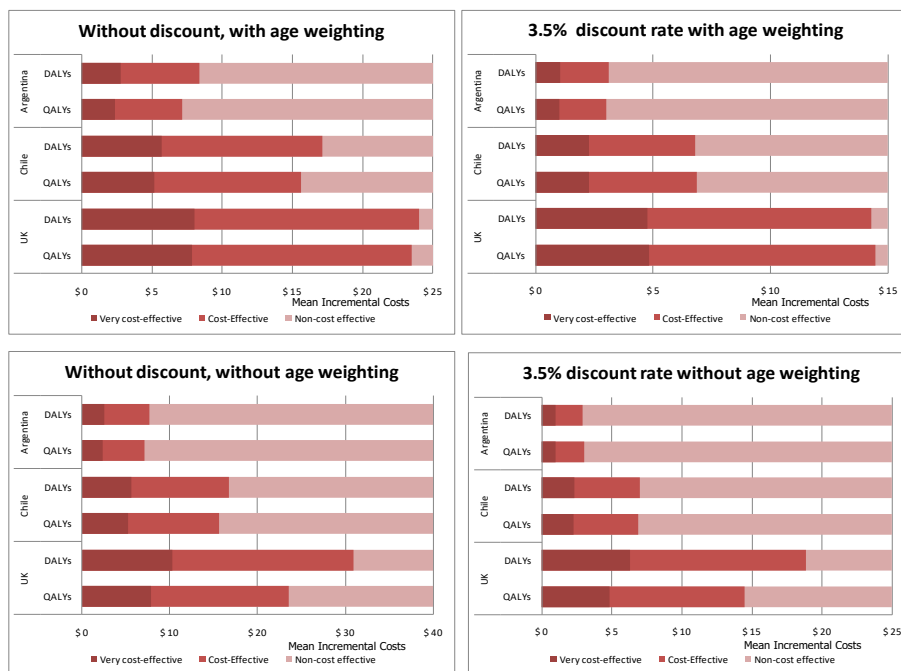 Without discount, with age weighting
Argentina
DALYs
QALYs
Chile
DALYs
QALYs
UK
DALYs
QALYs
$ 0 $ 5 $ 10 $ 15 $ 20 $ 25
Mean Incremental Costs
Very cost-effective Cost-Effective Non-cost effective
3.5% discount rate with age weighting
Argentina
DALYs
QALYs
Chile
DALYs
QALYs
UK
DALYs
QALYs
$0 $5 $10 $15
Mean Incremental Costs
Very cost-effective Cost-Effective Non-cost effective
Without discount, without age weighting
Argentina
DALYs
QALYs
Chile
DALYs
QALYs
UK
DALYs
QALYs
$ 0 $ 10 $ 20 $ 30 $ 40
Mean Incremental Costs
Very cost-effective Cost-Effective Non-cost effective
3.5% discount rate without age weighting
Argentina
DALYs
QALYs
Chile
DALYs
QALYs
UK
DALYs
QALYs
$0 $5 $10 $15 $20 $25
Mean Incremental Costs
Very cost-effective Cost-Effective Non-cost effective